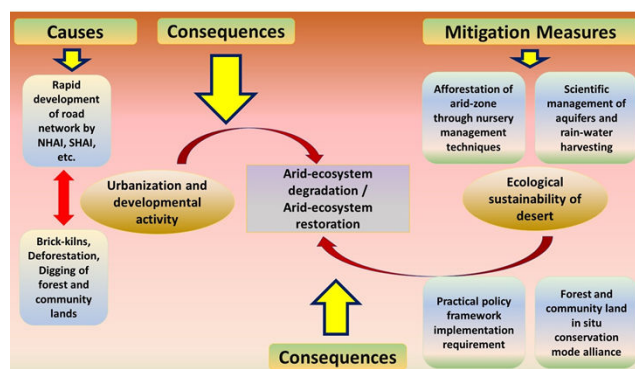 Causes
Consequences
Mitigation Measures
Rapid
development
of road
network by
NHAI, SHAI,
etc.
Afforestation of
arid-zone
through nursery
management
techniques
Scientific
management
of aquifers and
rain-water
harvesting
Urbanization and
developmental
activity
Arid-ecosystem
degradation /
Arid-ecosystem
restoration
Ecological
sustainability of
desert
Brick-kilns,
Deforestation,
Digging of
forest and
community
lands
Practical policy
framework
implementation
requirement
Forest and
community land
in situ
conservation
mode alliance
Consequences